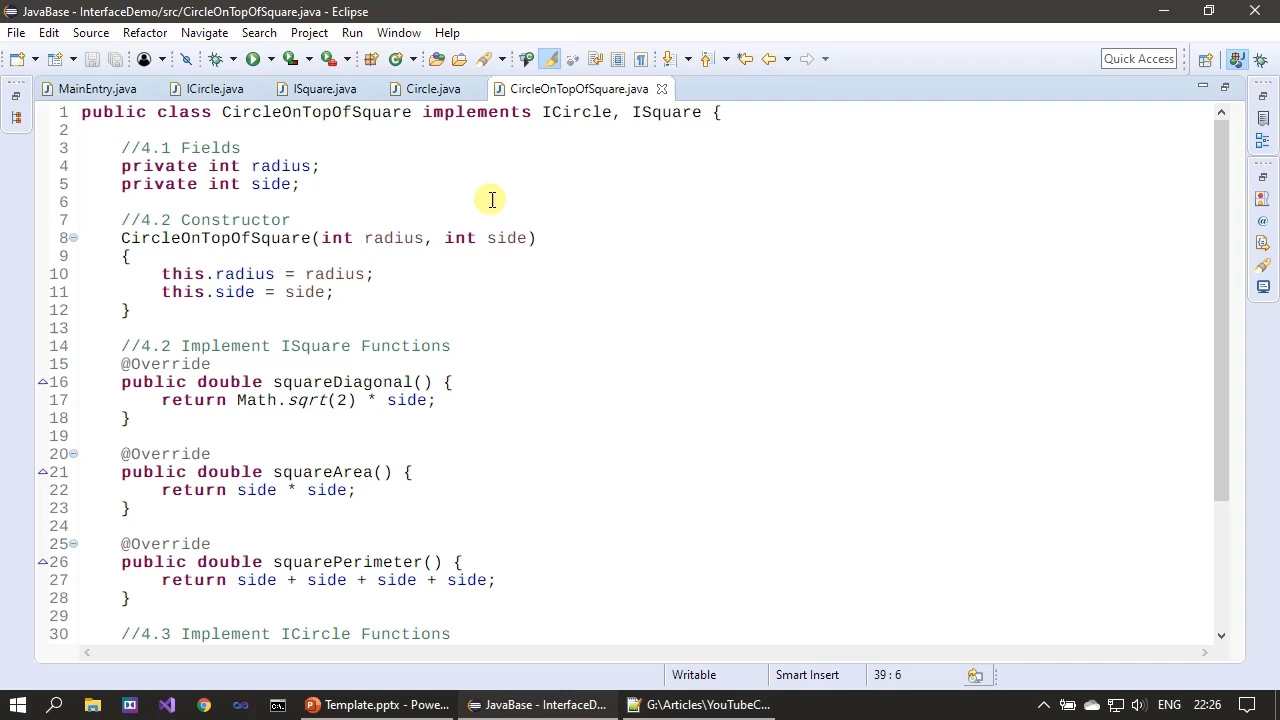 JavaBase - InterfaceDemo/src/CircleOnTopOfSquare.java - Eclipse
File Edit Source Refactor Navigate Search Project Run Window Help
Quick Access
MainEntry.java ICircle.java ISquare.java Circle.java CircleOnTopOfSquare.java
1 public class CircleOnTopOfSquare implements ICircle, ISquare {
2
3 //4.1 Fields
4 private int radius;
5 private int side;
6
7 //4.2 Constructor
8 CircleOnTopOfSquare(int radius, int side)
9 {
10 this.radius = radius;
11 this.side = side;
12 }
13
14 //4.2 Implement ISquare Functions
15 @Override
16 public double squareDiagonal() {
17 return Math.sqrt(2) * side;
18 }
19
20 @Override
21 public double squareArea() {
22 return side * side;
23 }
24
25 @Override
26 public double squarePerimeter() {
27 return side + side + side + side;
28 }
29
30 //4.3 Implement ICircle Functions
Writable Smart Insert 39 : 6
Template.pptx - Powe... JavaBase - InterfaceD... G:\Articles\YouTubeC... ENG 22:26